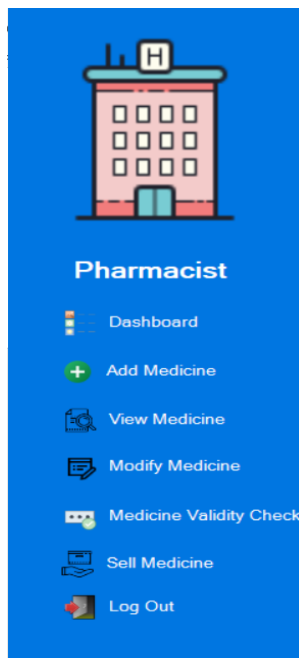 H
Pharmacist
Dashboard
Add Medicine
View Medicine
Modify Medicine
Medicine Validity Check
Sell Medicine
Log Out